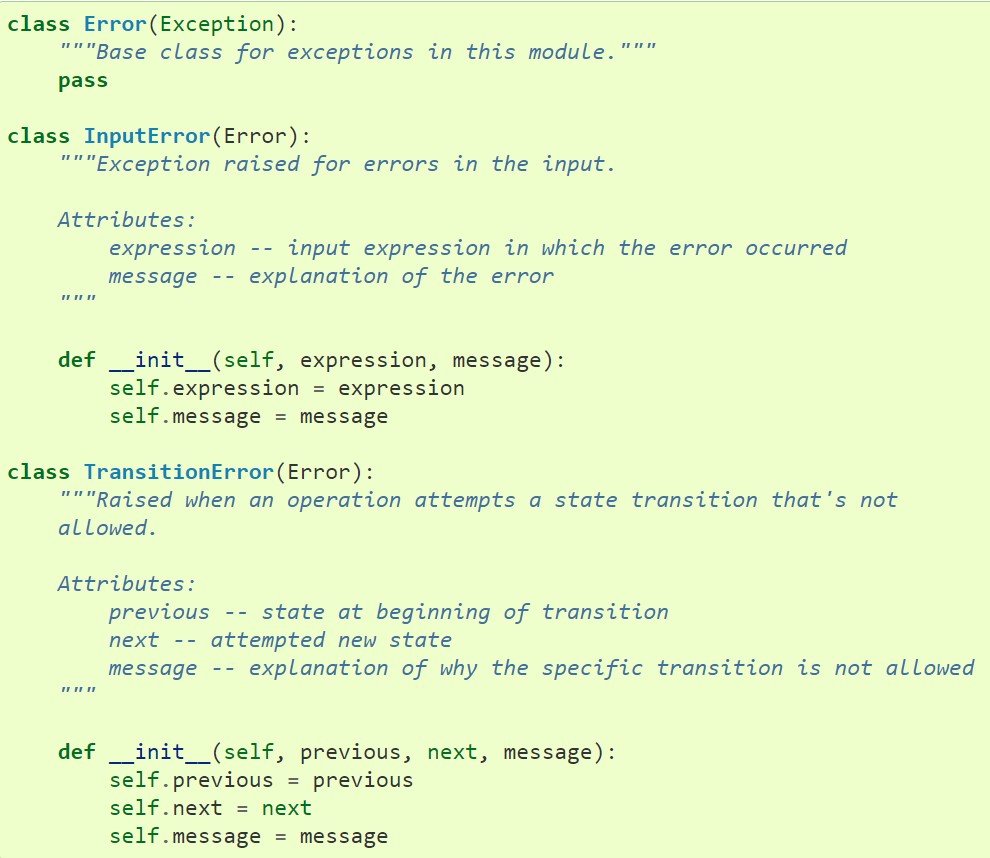 class Error(Exception):
    """Base class for exceptions in this module."""
    pass

class InputError(Error):
    """Exception raised for errors in the input.

    Attributes:
        expression -- input expression in which the error occurred
        message -- explanation of the error
    """

    def __init__(self, expression, message):
        self.expression = expression
        self.message = message

class TransitionError(Error):
    """Raised when an operation attempts a state transition that's not
    allowed.

    Attributes:
        previous -- state at beginning of transition
        next -- attempted new state
        message -- explanation of why the specific transition is not allowed
    """

    def __init__(self, previous, next, message):
        self.previous = previous
        self.next = next
        self.message = message